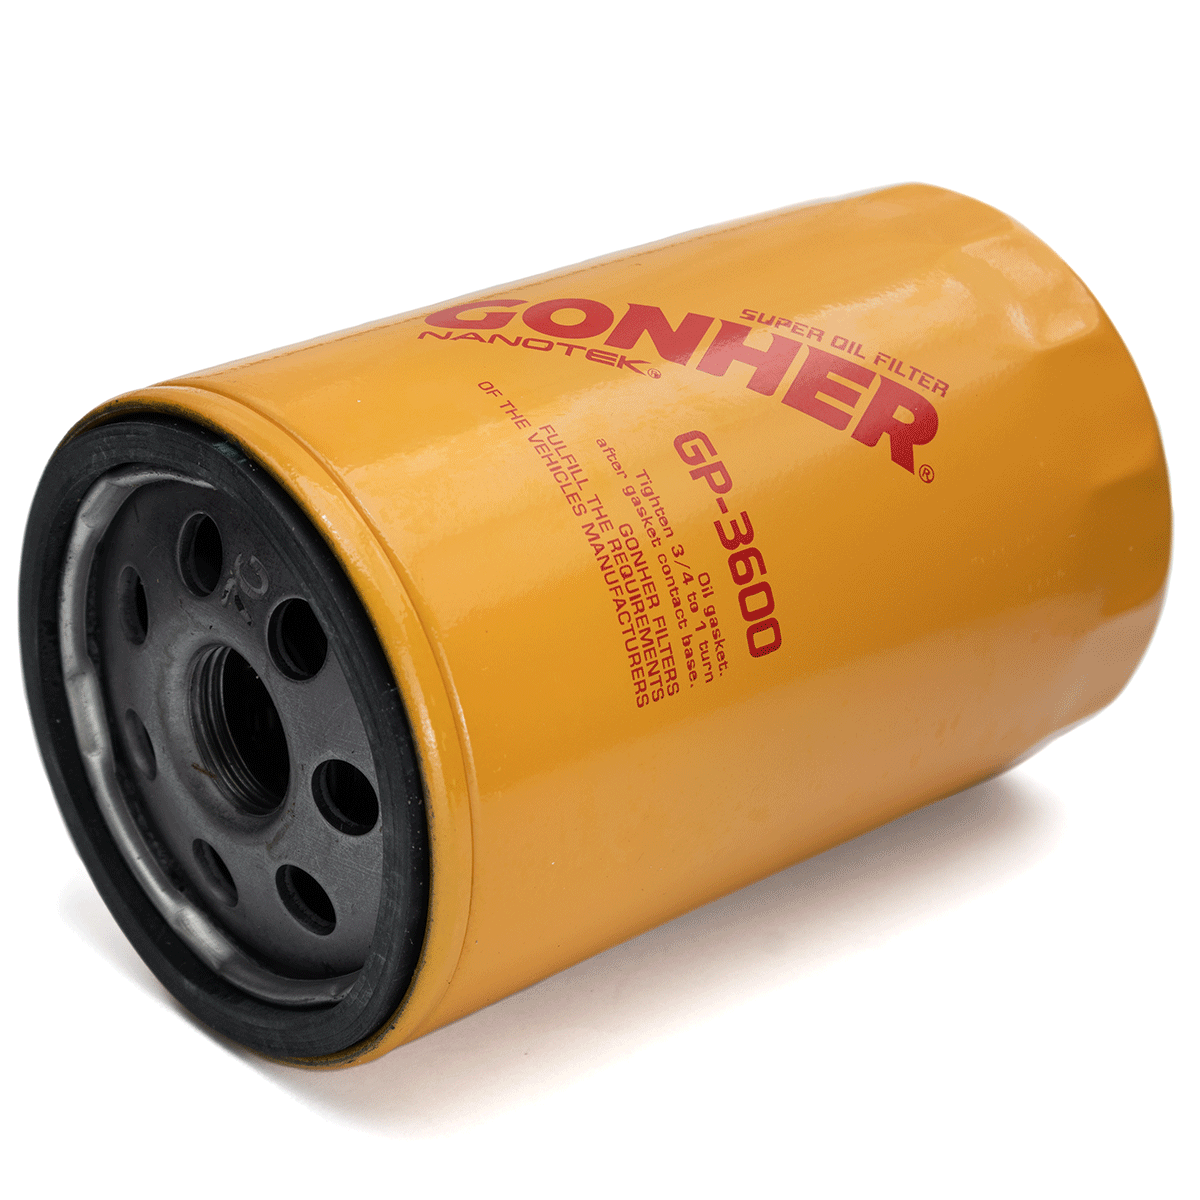 SUPER OIL FILTER
GONHER®
NANOTEK®
GP-3600
Oil gasket.
Tighten 3/4 to 1 turn
after gasket contact base.
GONHER FILTERS
FULFILL THE REQUIREMENTS
OF THE VEHICLES MANUFACTURERS